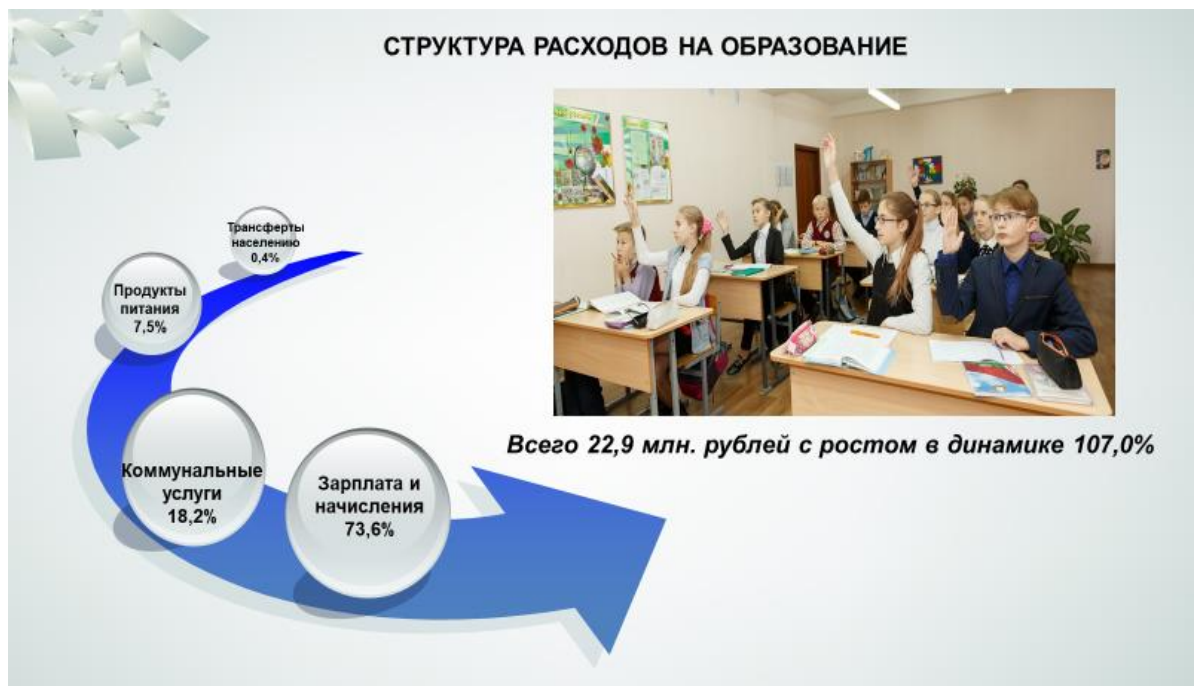 СТРУКТУРА РАСХОДОВ НА ОБРАЗОВАНИЕ
Трансферты
населению
0,4%
Продукты
питания
7,5%
Коммунальные
услуги
18,2%
Зарплата и
начисления
73,6%
Всего 22,9 млн. рублей с ростом в динамике 107,0%